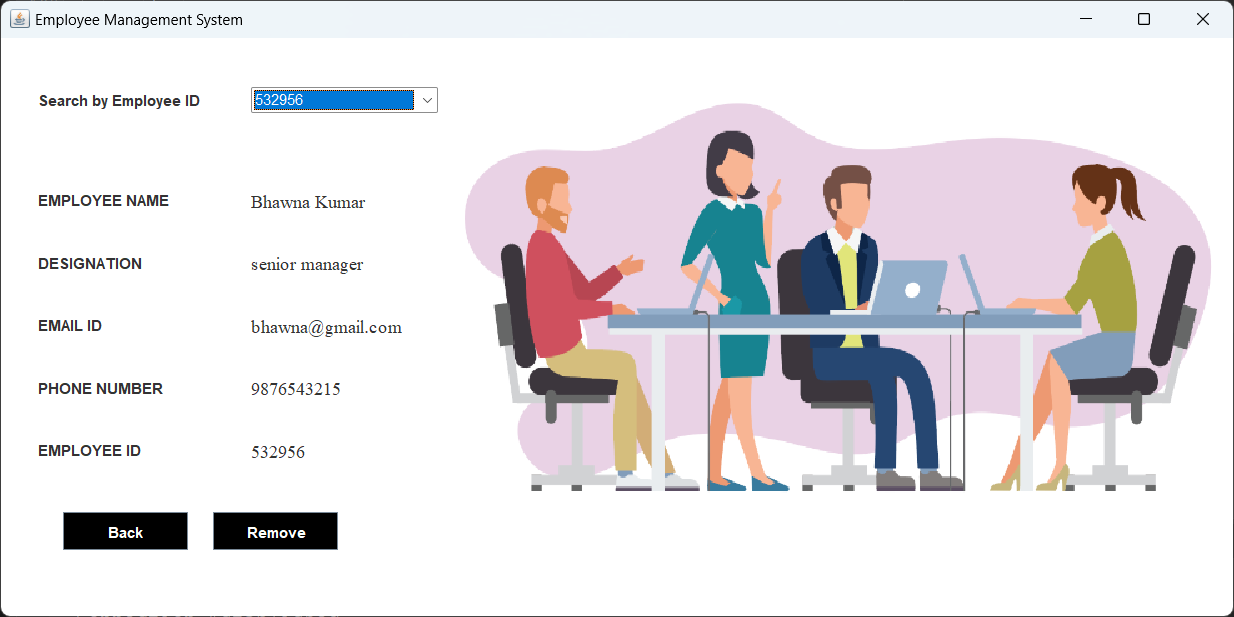 Employee Management System
Search by Employee ID 532956
EMPLOYEE NAME Bhawna Kumar
DESIGNATION senior manager
EMAIL ID bhawna@gmail.com
PHONE NUMBER 9876543215
EMPLOYEE ID 532956
Back Remove